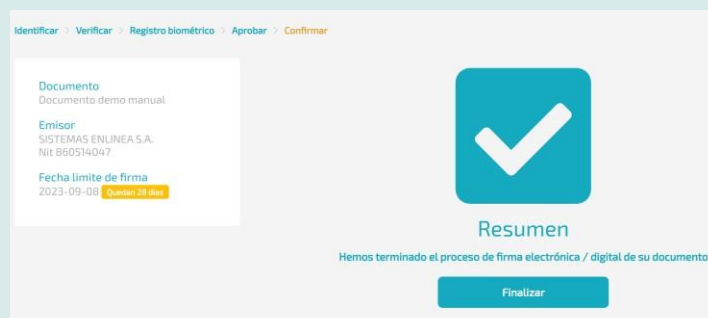 Identificar > Verificar > Registro biométrico > Aprobar > Confirmar
Documento
Documento demo manual
Emisor
SISTEMAS ENLINEA S.A.
Nit 860514047
Fecha limite de firma
2023-09-08 Quedan 28 días
Resumen
Hemos terminado el proceso de firma electrónica / digital de su documento
Finalizar